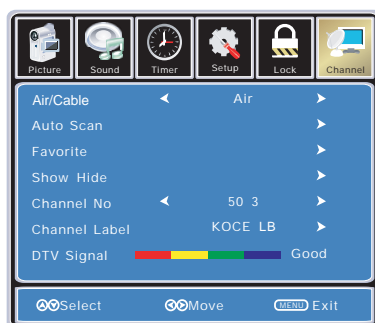 Picture Sound Timer Setup Lock Channel
Air/Cable Air
Auto Scan
Favorite
Show Hide
Channel No 50 3
Channel Label KOCE LB
DTV Signal Good
Select Move MENU Exit